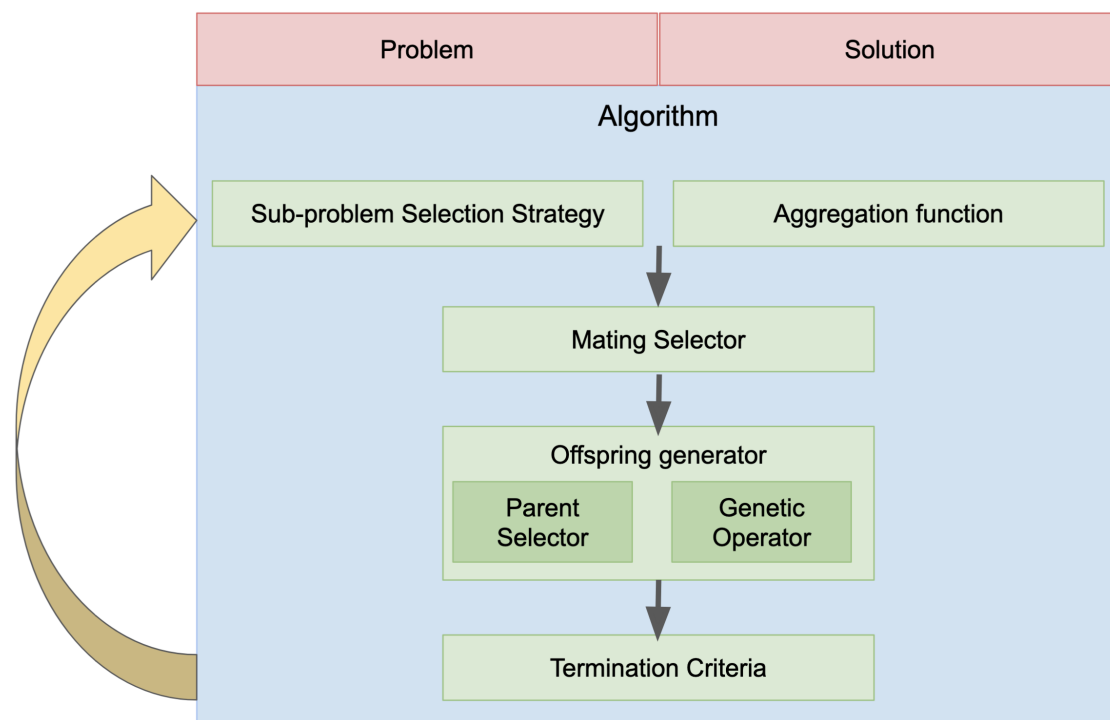 Problem
Solution
Algorithm
Sub-problem Selection Strategy
Aggregation function
Mating Selector
Offspring generator
Parent
Selector
Genetic
Operator
Termination Criteria